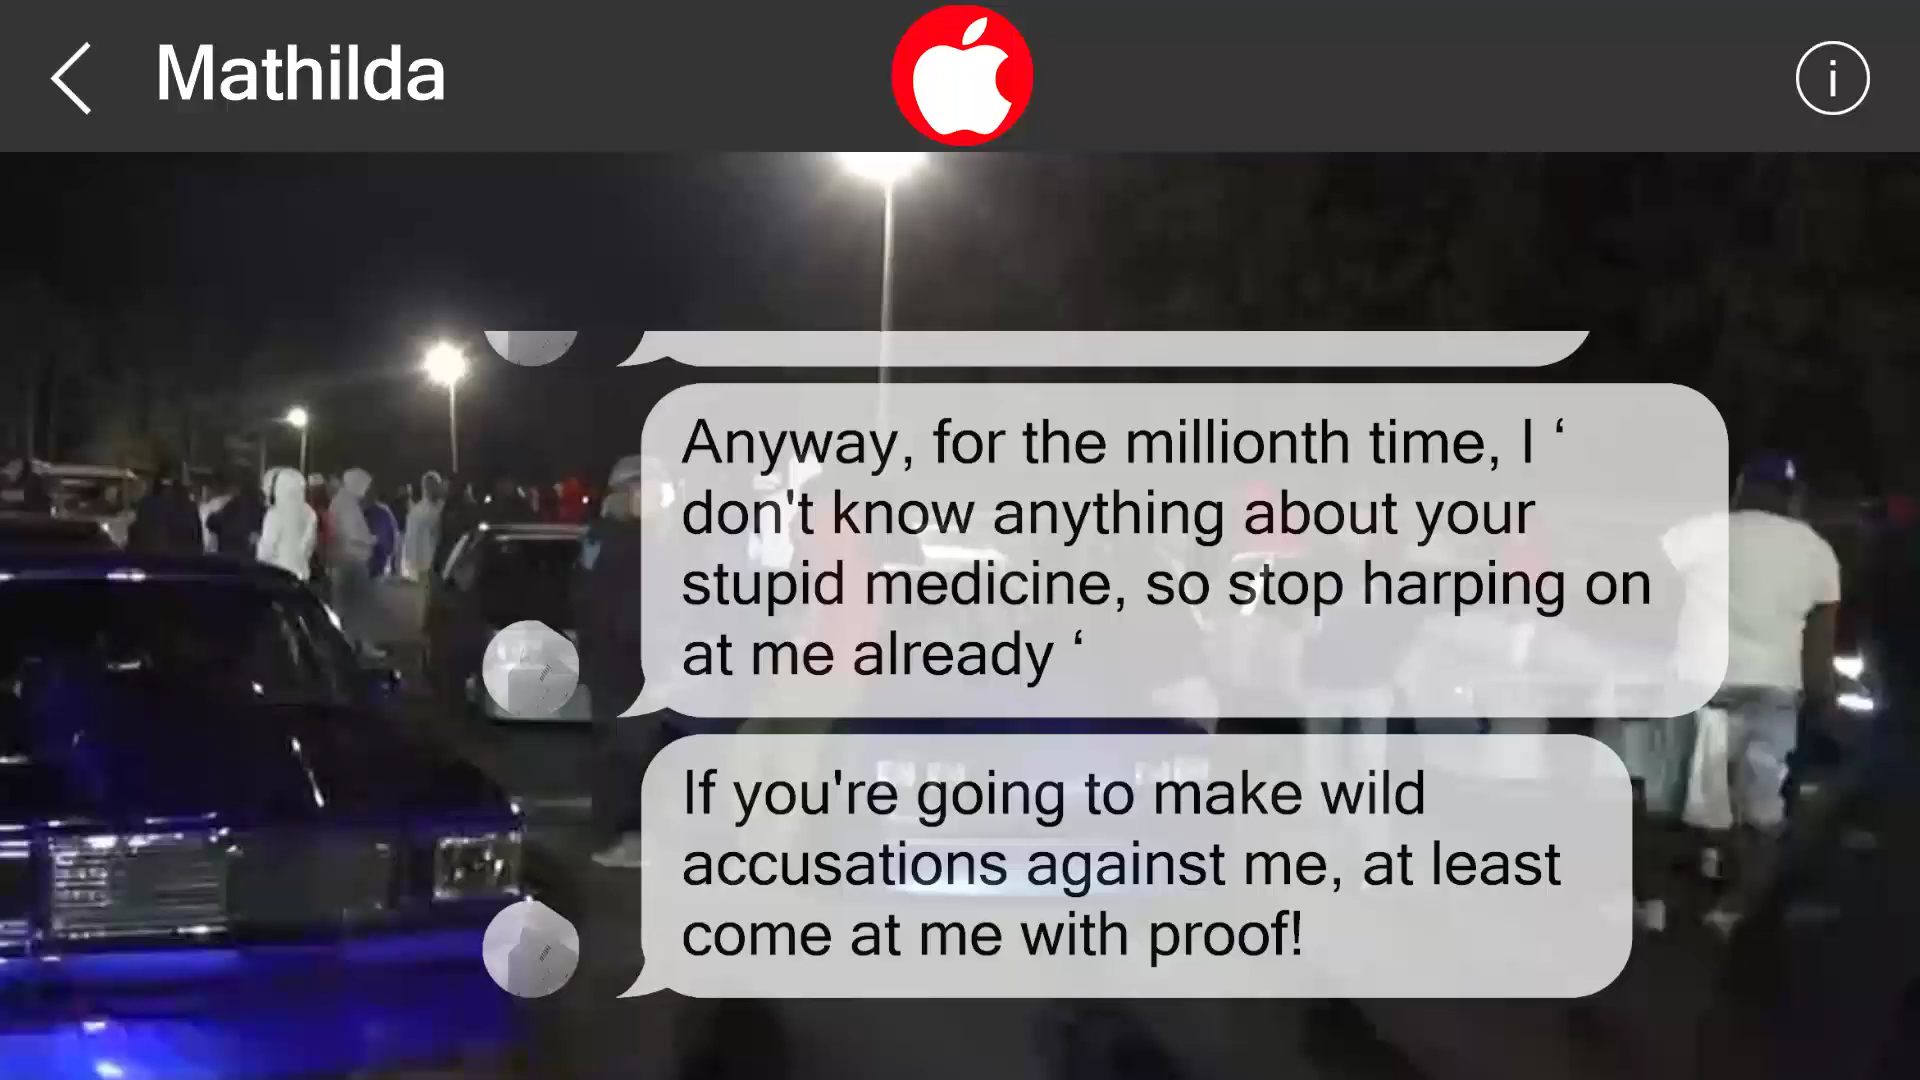 Mathilda
i
Anyway, for the millionth time, I ‘
don't know anything about your
stupid medicine, so stop harping on
at me already ‘
If you're going to make wild
accusations against me, at least
come at me with proof!